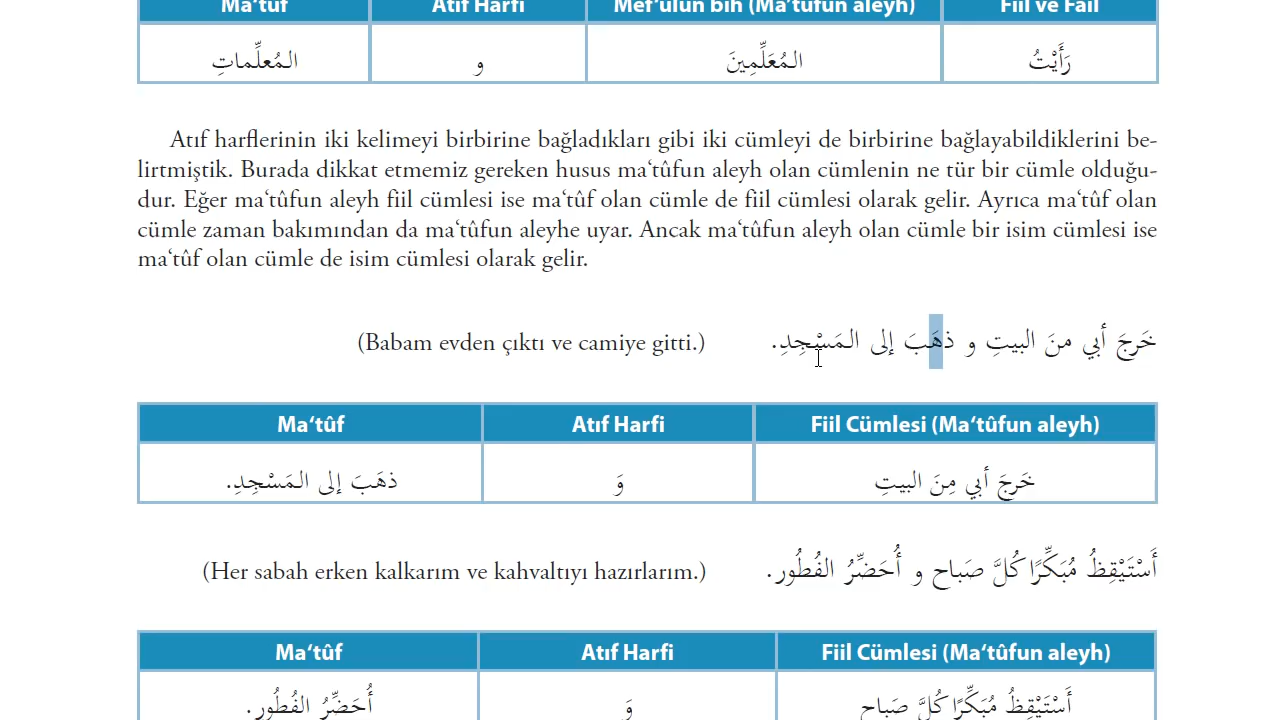 Ma‘tûf Atıf Harfi Mef‘ûlün bih (Ma‘tûfun aleyh) Fiil ve Fâil
المُعلِّماتِ و المُعَلِّمِينَ رَأَيْتُ
Atıf harflerinin iki kelimeyi birbirine bağladıkları gibi iki cümleyi de birbirine bağlayabildiklerini be-
lirtmiştik. Burada dikkat etmemiz gereken husus ma‘tûfun aleyh olan cümlenin ne tür bir cümle olduğu-
dur. Eğer ma‘tûfun aleyh fiil cümlesi ise ma‘tûf olan cümle de fiil cümlesi olarak gelir. Ayrıca ma‘tûf olan
cümle zaman bakımından da ma‘tûfun aleyhe uyar. Ancak ma‘tûfun aleyh olan cümle bir isim cümlesi ise
ma‘tûf olan cümle de isim cümlesi olarak gelir.
(Babam evden çıktı ve camiye gitti.) خَرَجَ أبي منَ البيتِ و ذهَبَ إلى المَسْجِدِ.
Ma‘tûf Atıf Harfi Fiil Cümlesi (Ma‘tûfun aleyh)
ذهَبَ إلى المَسْجِدِ. وَ خَرجَ أبي مِنَ البيتِ
(Her sabah erken kalkarım ve kahvaltıyı hazırlarım.) أَسْتَيْقِظُ مُبَكِّرًا كُلَّ صَباح و أُحَضِّرُ الفُطُور.
Ma‘tûf Atıf Harfi Fiil Cümlesi (Ma‘tûfun aleyh)
أُحَضِّرُ الفُطُور. وَ أَسْتَيْقِظُ مُبَكِّرًا كُلَّ صَباح